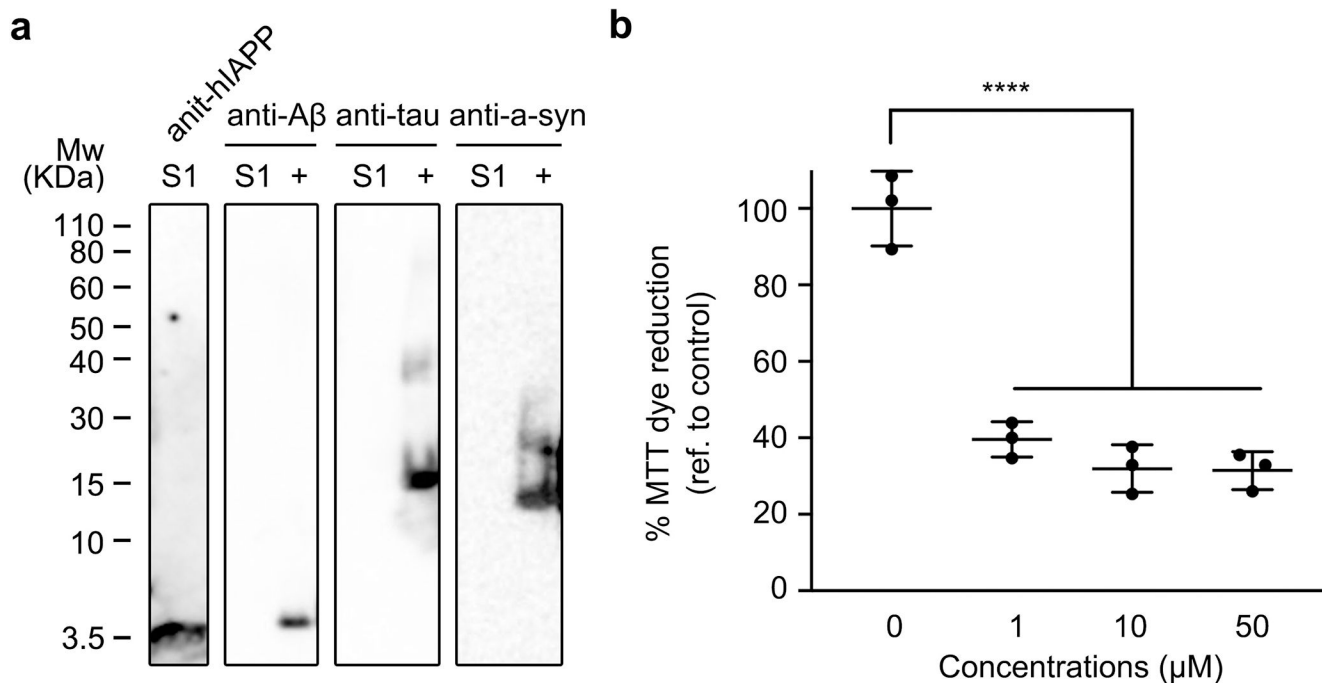 a
anit-hIAPP
anti-Aβ anti-tau anti-a-syn
Mw
(KDa)
S1 S1 + S1 + S1 +
110
80
60
50
40
30
15
10
3.5
b
****
% MTT dye reduction
(ref. to control)
100
80
60
40
20
0
0 1 10 50
Concentrations (µM)